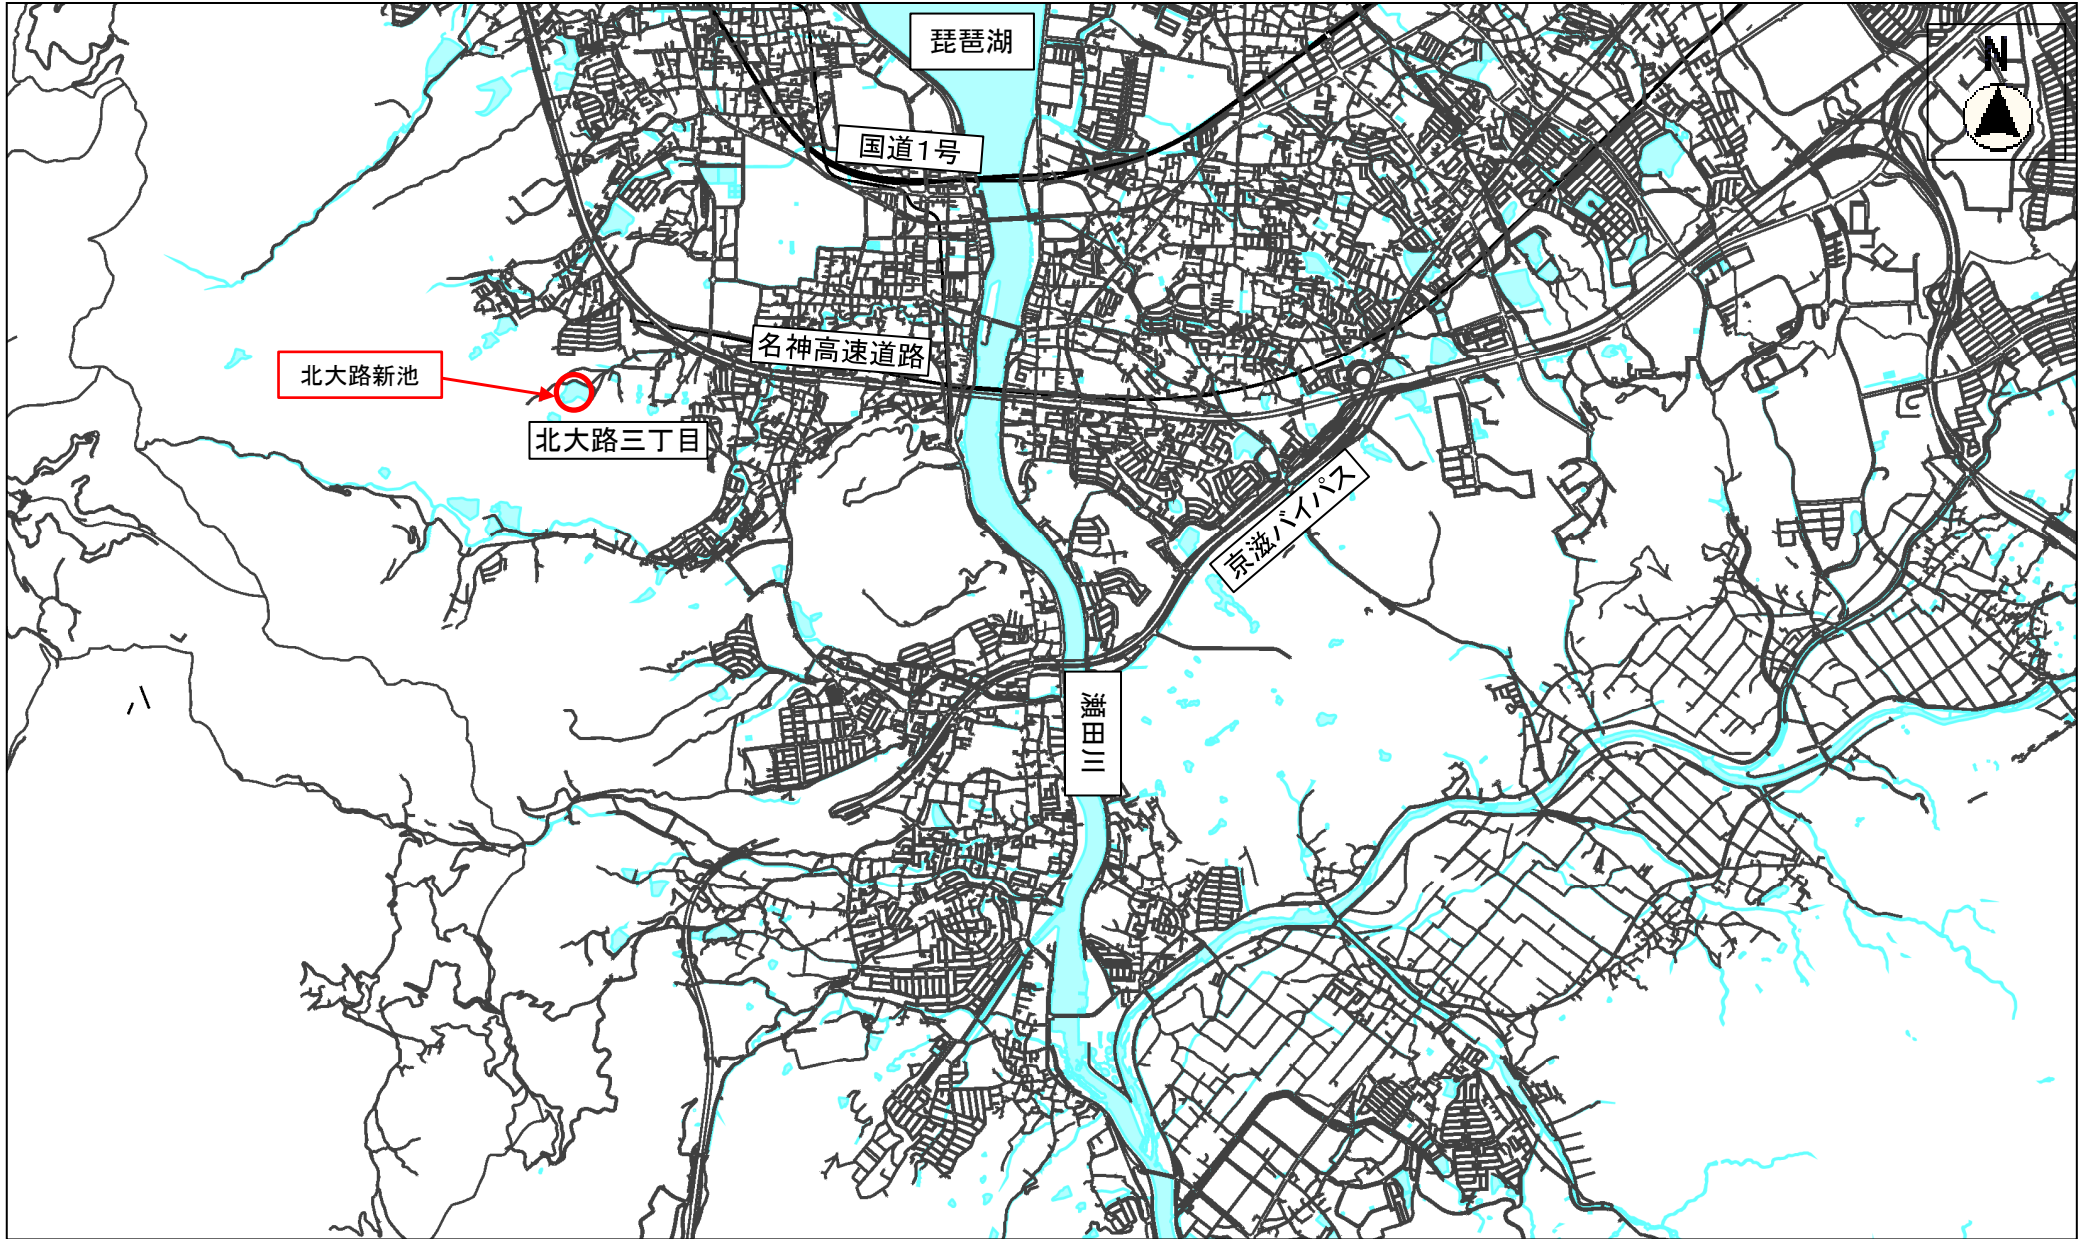 琵琶湖
N
国道1号
名神高速道路
北大路新池
北大路三丁目
京滋バイパス
瀬田川